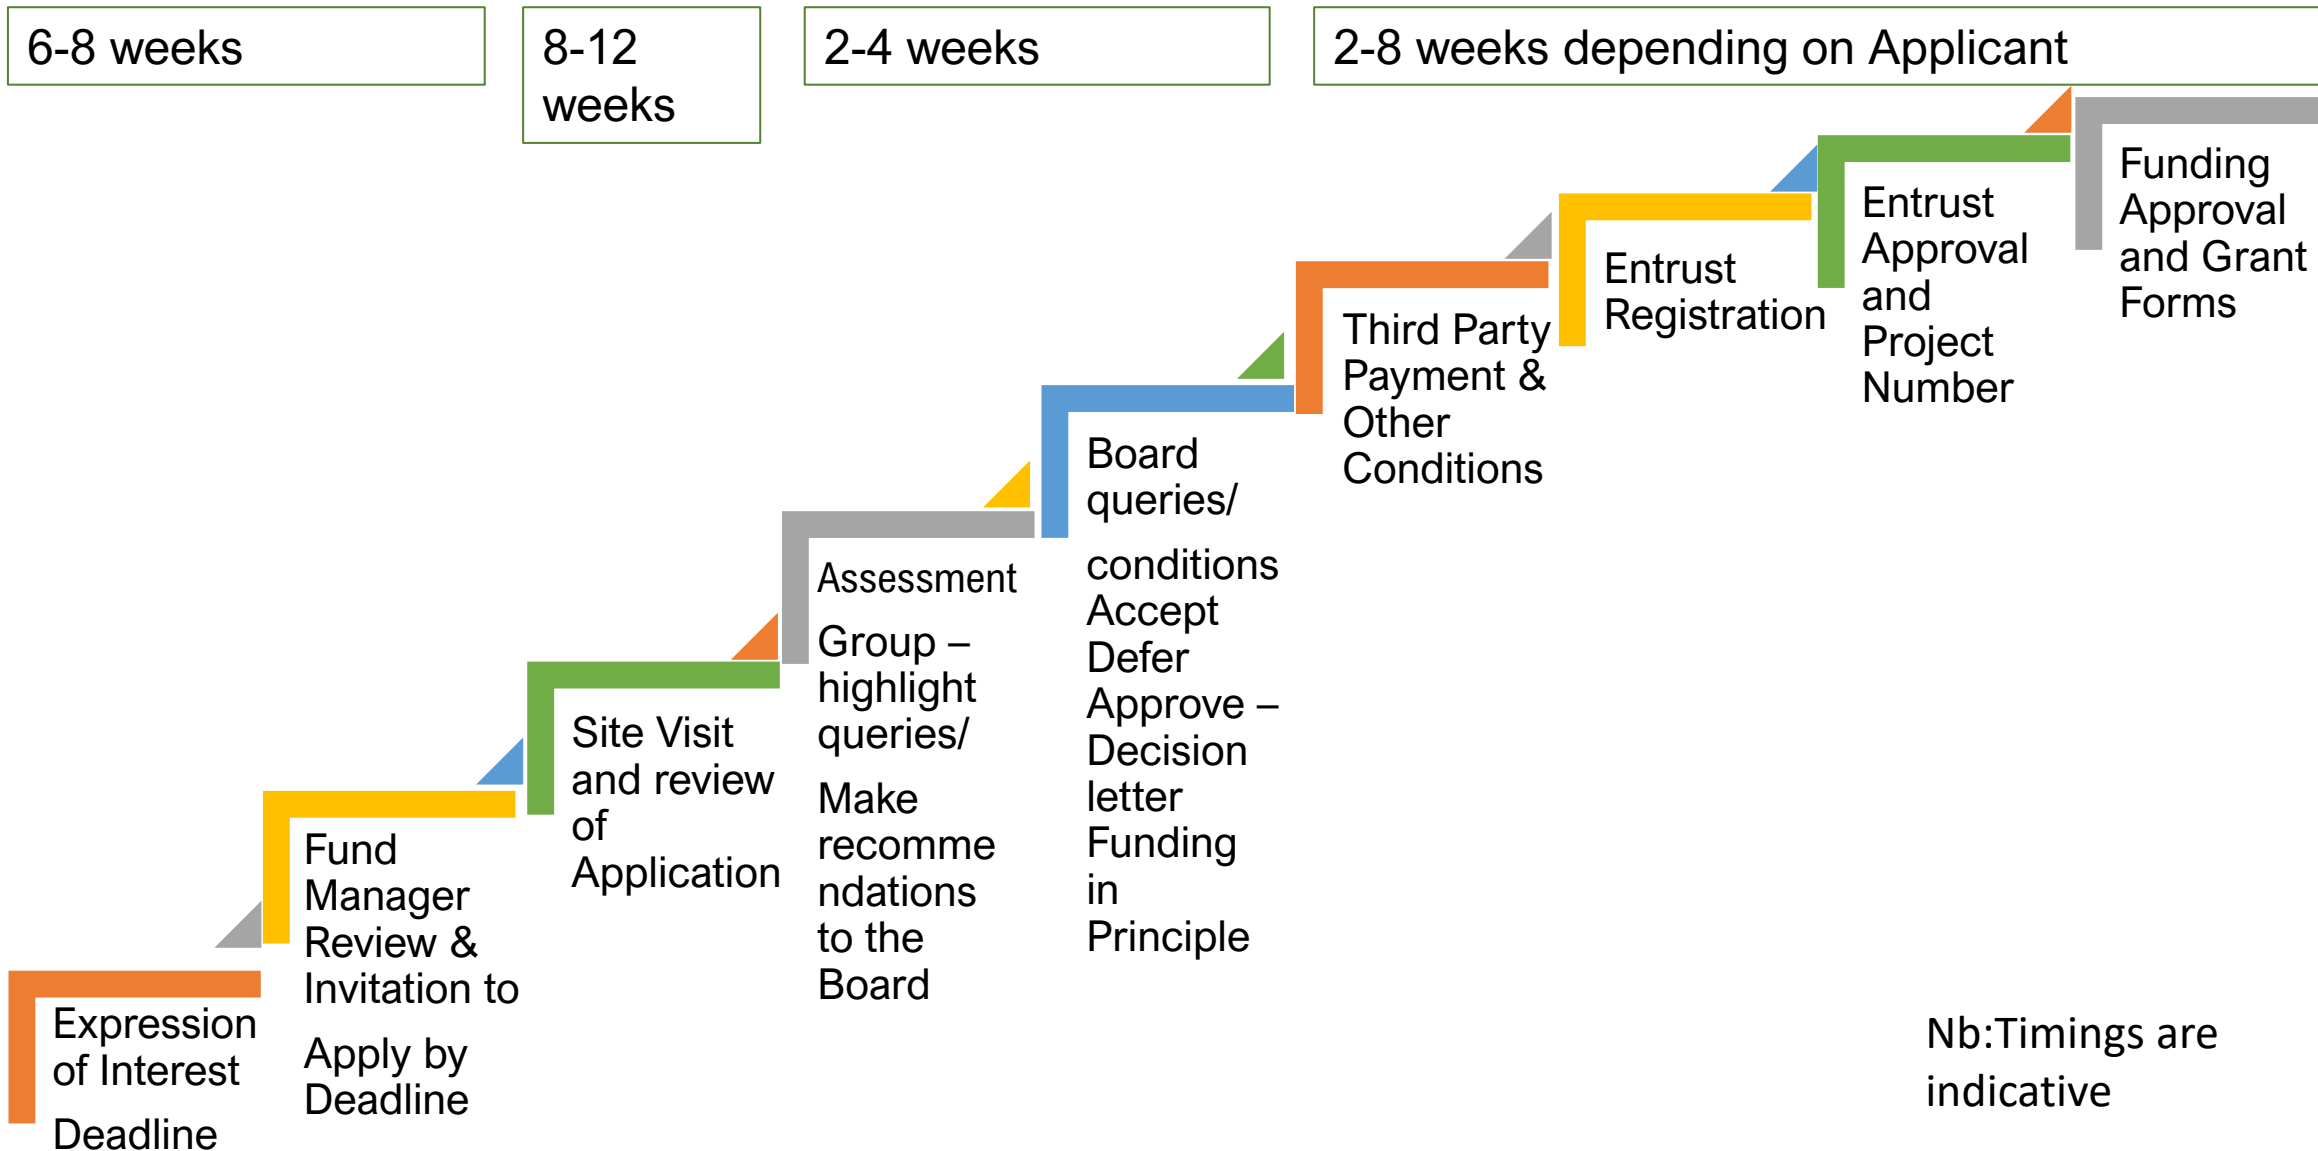 6-8 weeks
8-12
weeks
2-4 weeks
2-8 weeks depending on Applicant
Expression
of Interest
Deadline
Fund
Manager
Review &
Invitation to
Apply by
Deadline
Site Visit
and review
of
Application
Assessment
Group –
highlight
queries/
Make
recomme
ndations
to the
Board
Board
queries/
conditions
Accept
Defer
Approve –
Decision
letter
Funding
in
Principle
Third Party
Payment &
Other
Conditions
Entrust
Registration
Entrust
Approval
and
Project
Number
Funding
Approval
and Grant
Forms
Nb:Timings are
indicative